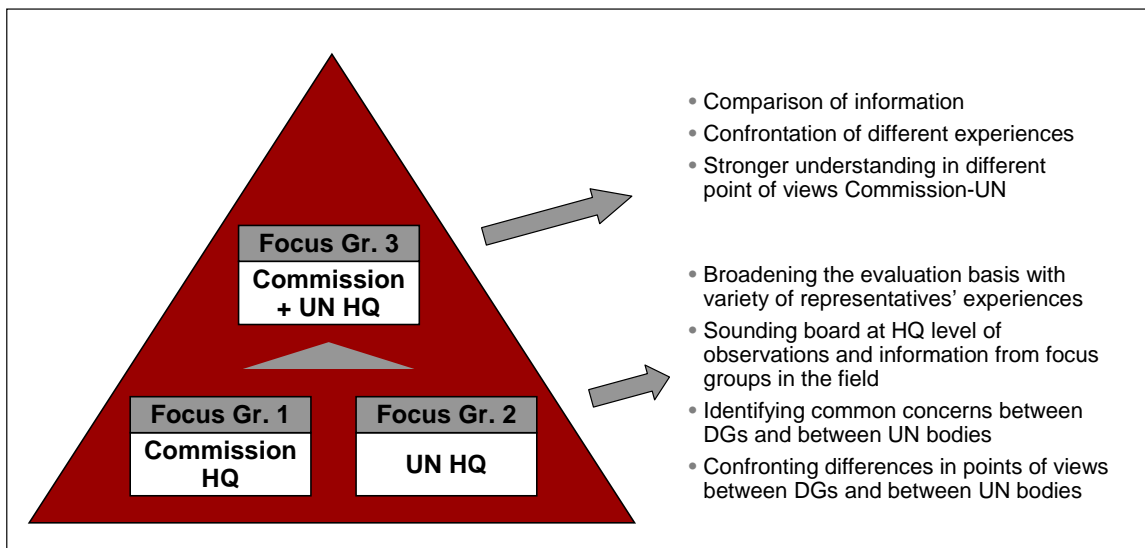 • Comparison of information
• Confrontation of different experiences
• Stronger understanding in different
point of views Commission-UN
Focus Gr. 3
Commission
+ UN HQ
• Broadening the evaluation basis with
variety of representatives’ experiences
• Sounding board at HQ level of
observations and information from focus
groups in the field
• Identifying common concerns between
DGs and between UN bodies
• Confronting differences in points of views
between DGs and between UN bodies
Focus Gr. 1
Commission
HQ
Focus Gr. 2
UN HQ